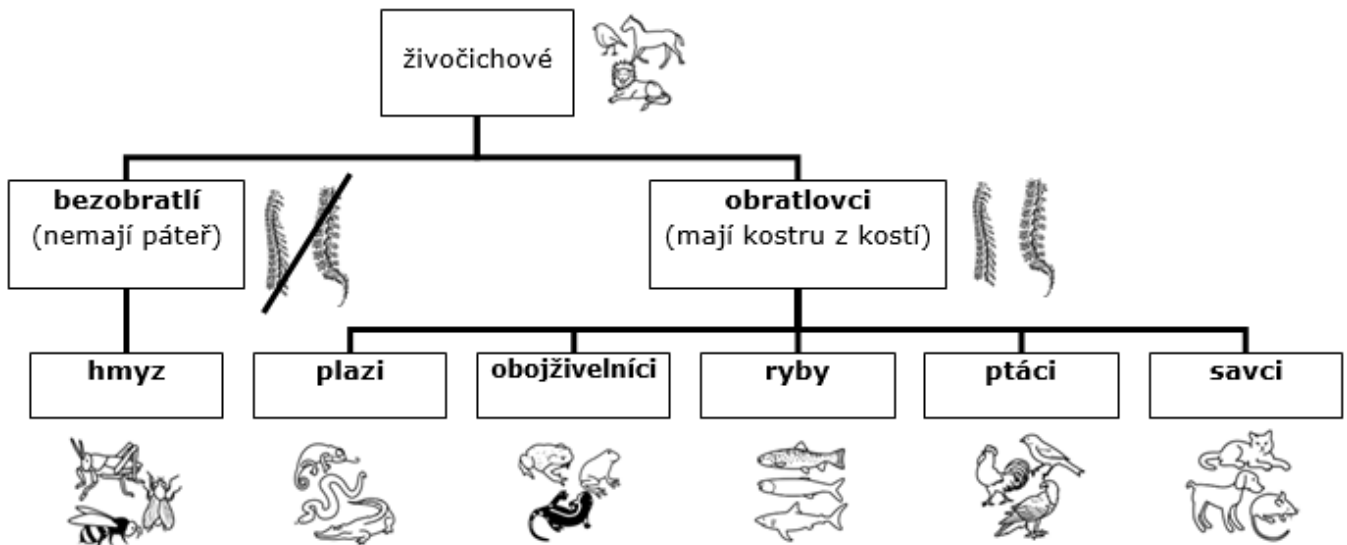 živočichové
bezobratlí
(nemají páteř)
obratlovci
(mají kostru z kostí)
hmyz
plazi
obojživelníci
ryby
ptáci
savci